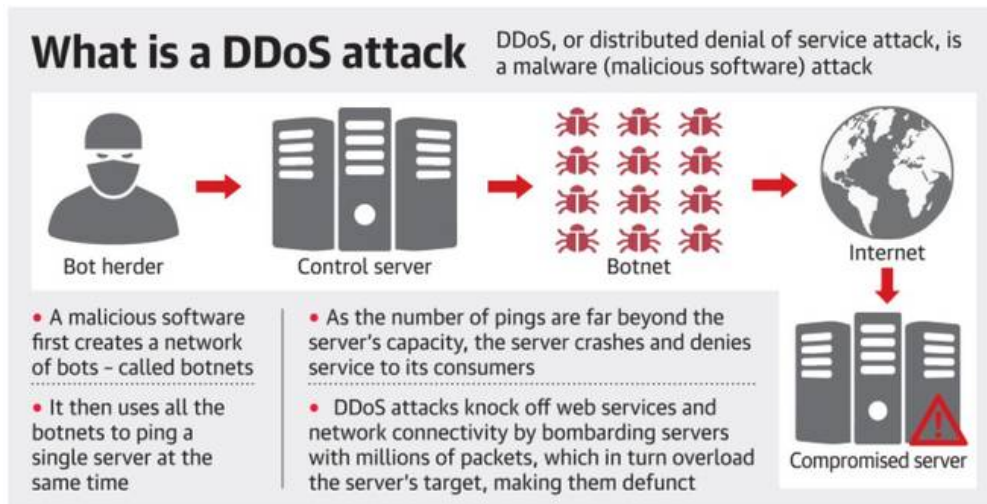 What is a DDoS attack
DDoS, or distributed denial of service attack, is
a malware (malicious software) attack
Bot herder
Control server
Botnet
Internet
• A malicious software
first creates a network
of bots – called botnets
• It then uses all the
botnets to ping a
single server at the
same time
• As the number of pings are far beyond the
server's capacity, the server crashes and denies
service to its consumers
• DDoS attacks knock off web services and
network connectivity by bombarding servers
with millions of packets, which in turn overload
the server's target, making them defunct
Compromised server